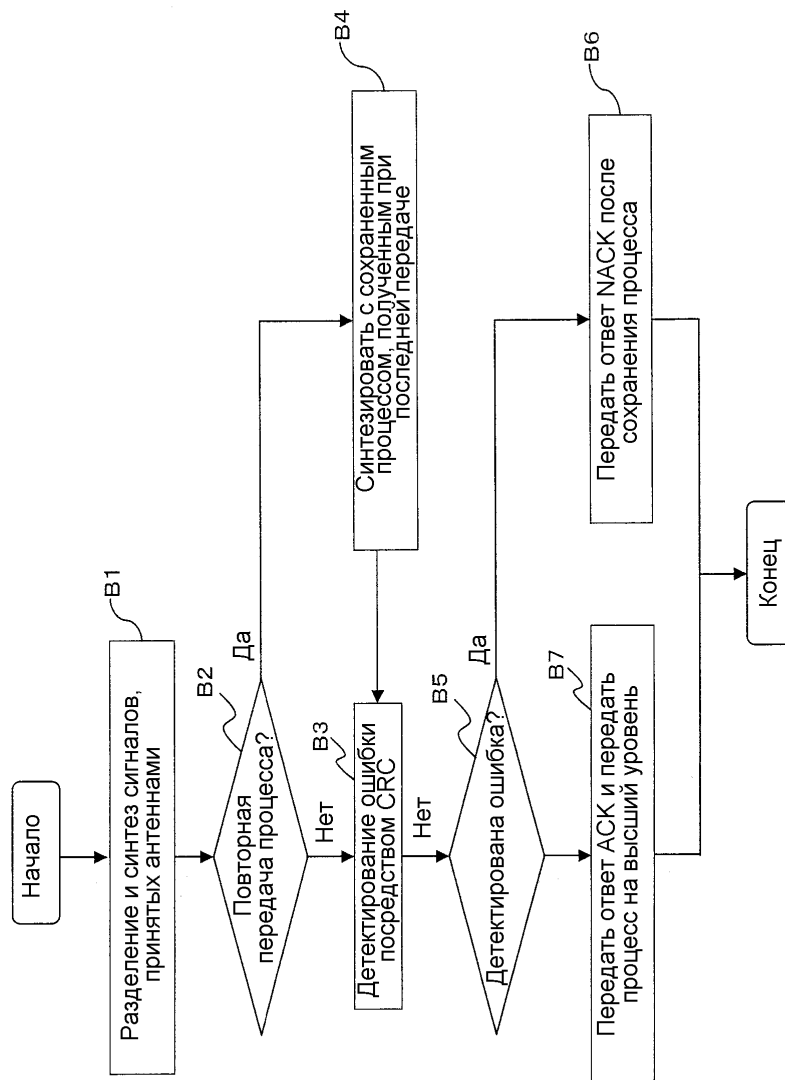 Начало
B1
Разделение и синтез сигналов,
принятых антеннами
B2
Повторная
передача процесса?
Да
Нет
B4
Синтезировать с сохраненным
процессом, полученным при
последней передаче
B3
Детектирование ошибки
посредством CRC
Нет
B5
Детектирована ошибка?
Да
B7
Передать ответ ACK и передать
процесс на высший уровень
B6
Передать ответ NACK после
сохранения процесса
Конец